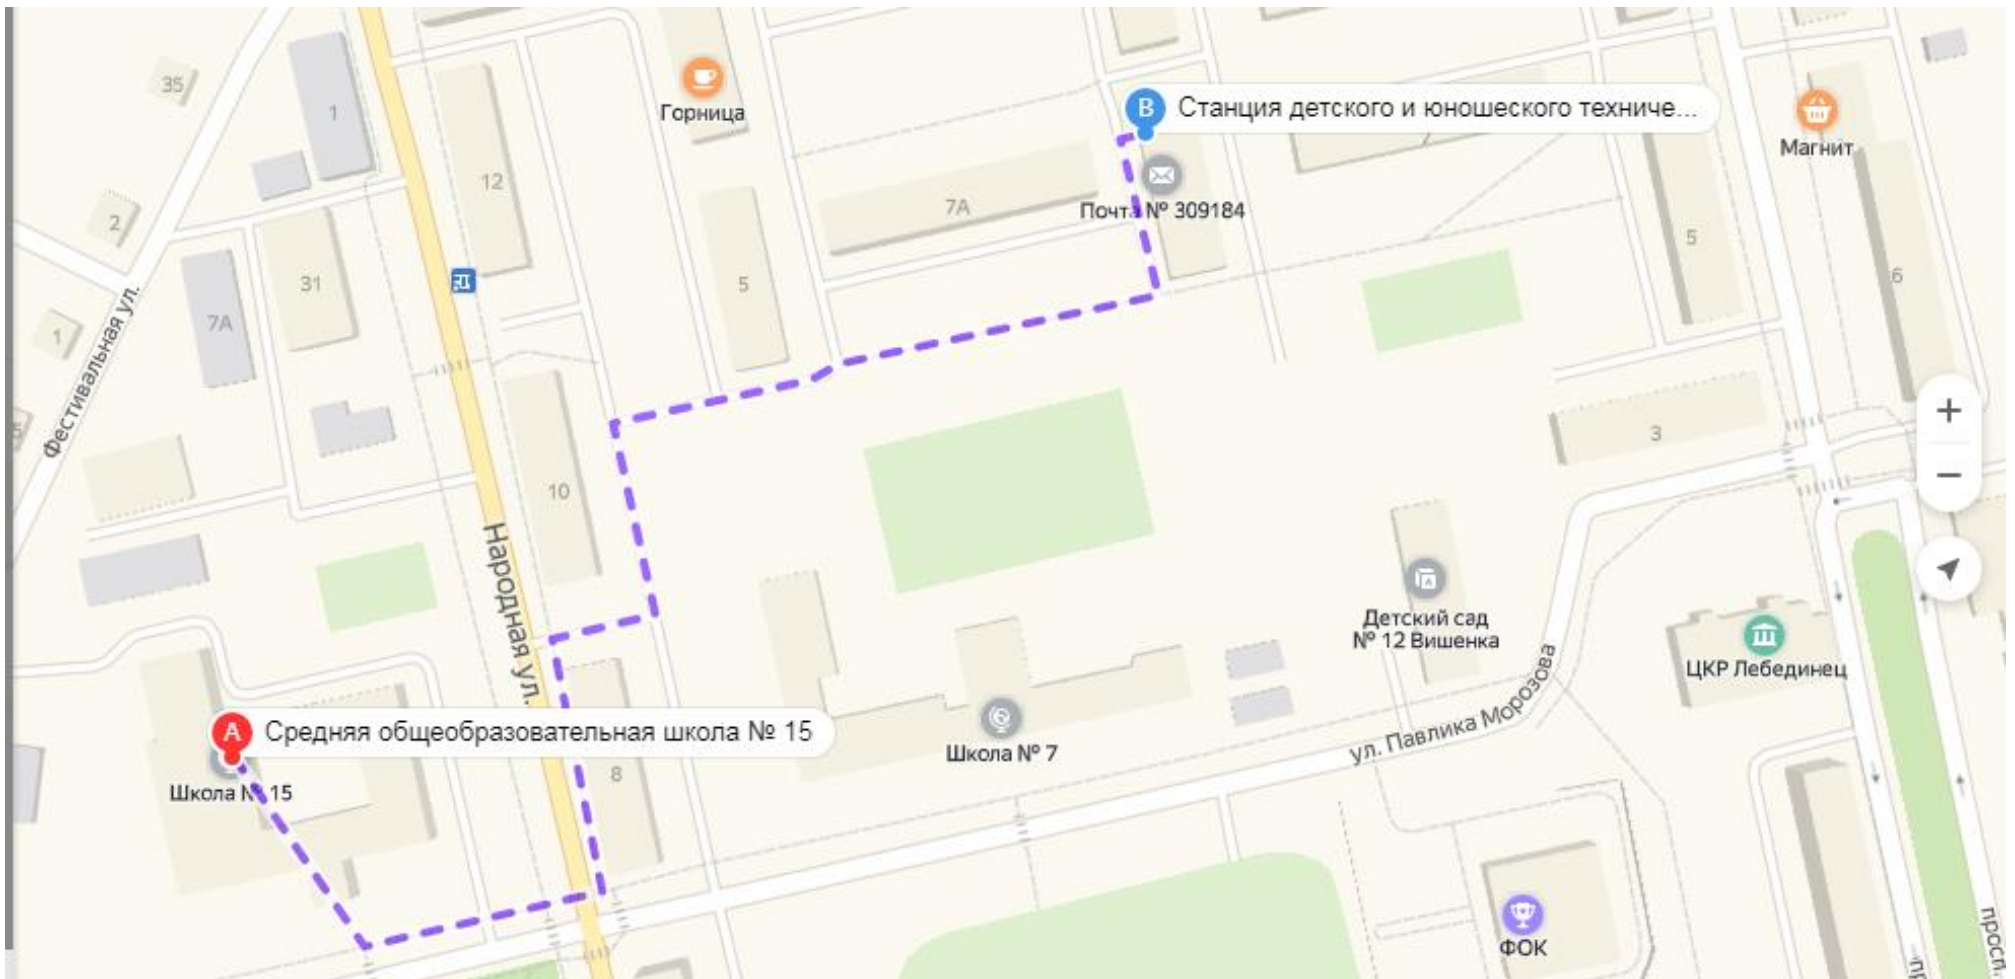 35
1
Горница
B Станция детского и юношеского техниче...
Магнит
12
2
7А
Почта № 309184
5
31
5
6
1
7А
Фестивальная ул.
3
10
Народная ул.
Детский сад
№ 12 Вишенка
ЦКР Лебединец
A Средняя общеобразовательная школа № 15
Школа № 15
8
Школа № 7
ул. Павлика Морозова
ФОК